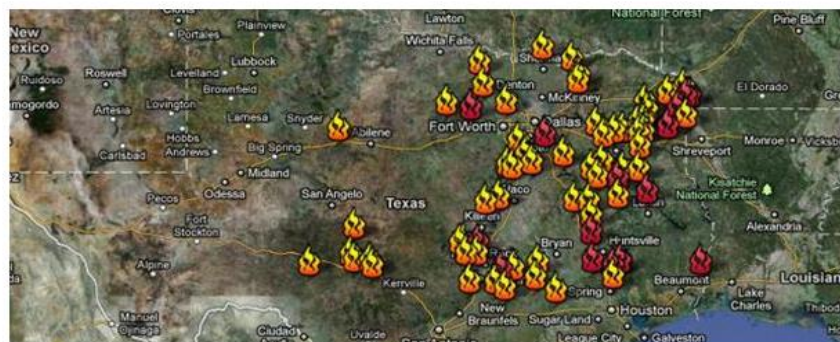 New
Mexico
Clovis
Portales
Plainview
Lawton
National Forest
Pine Bluff
Wichita Falls
Ruidoso
Roswell
Levelland
Lubbock
Denton
McKinney
El Dorado
Brownfield
Artesia
Lovington
Lamesa
Snyder
Abilene
Fort Worth
Dallas
Monroe
Shreveport
Hobbs
Andrews
Big Spring
Carlsbad
Midland
Odessa
Kisatchie
National Forest
San Angelo
Texas
Waco
Pecos
Killeen
Alexandria
Fort
Stockton
Bryan
Huntsville
Alpine
Kerrville
Beaumont
Louisian
Lake
Charles
Spring
Houston
New
Braunfels
Manuel
Ojinaga
Ciudad
Uvalde
Sugar Land
League City
Galveston